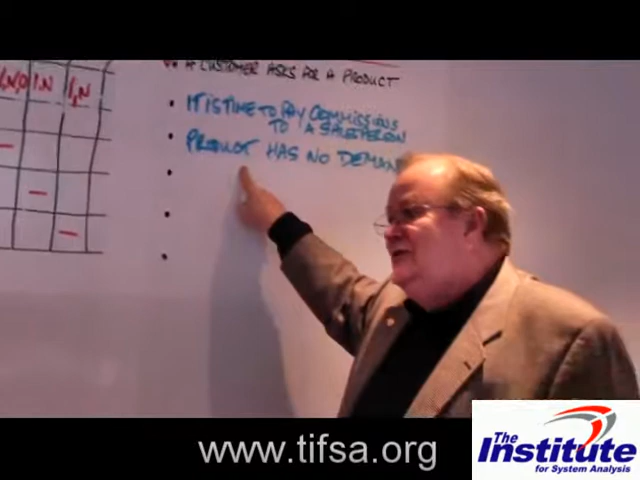 A CUSTOMER ASKS FOR A PRODUCT
I,N
I,N
• IT IS TIME TO PAY COMMISSIONS
TO A SALESPERSON
• PRODUCT HAS NO DEMAN
•
•
•
www.tifsa.org
The
Institute
for System Analysis